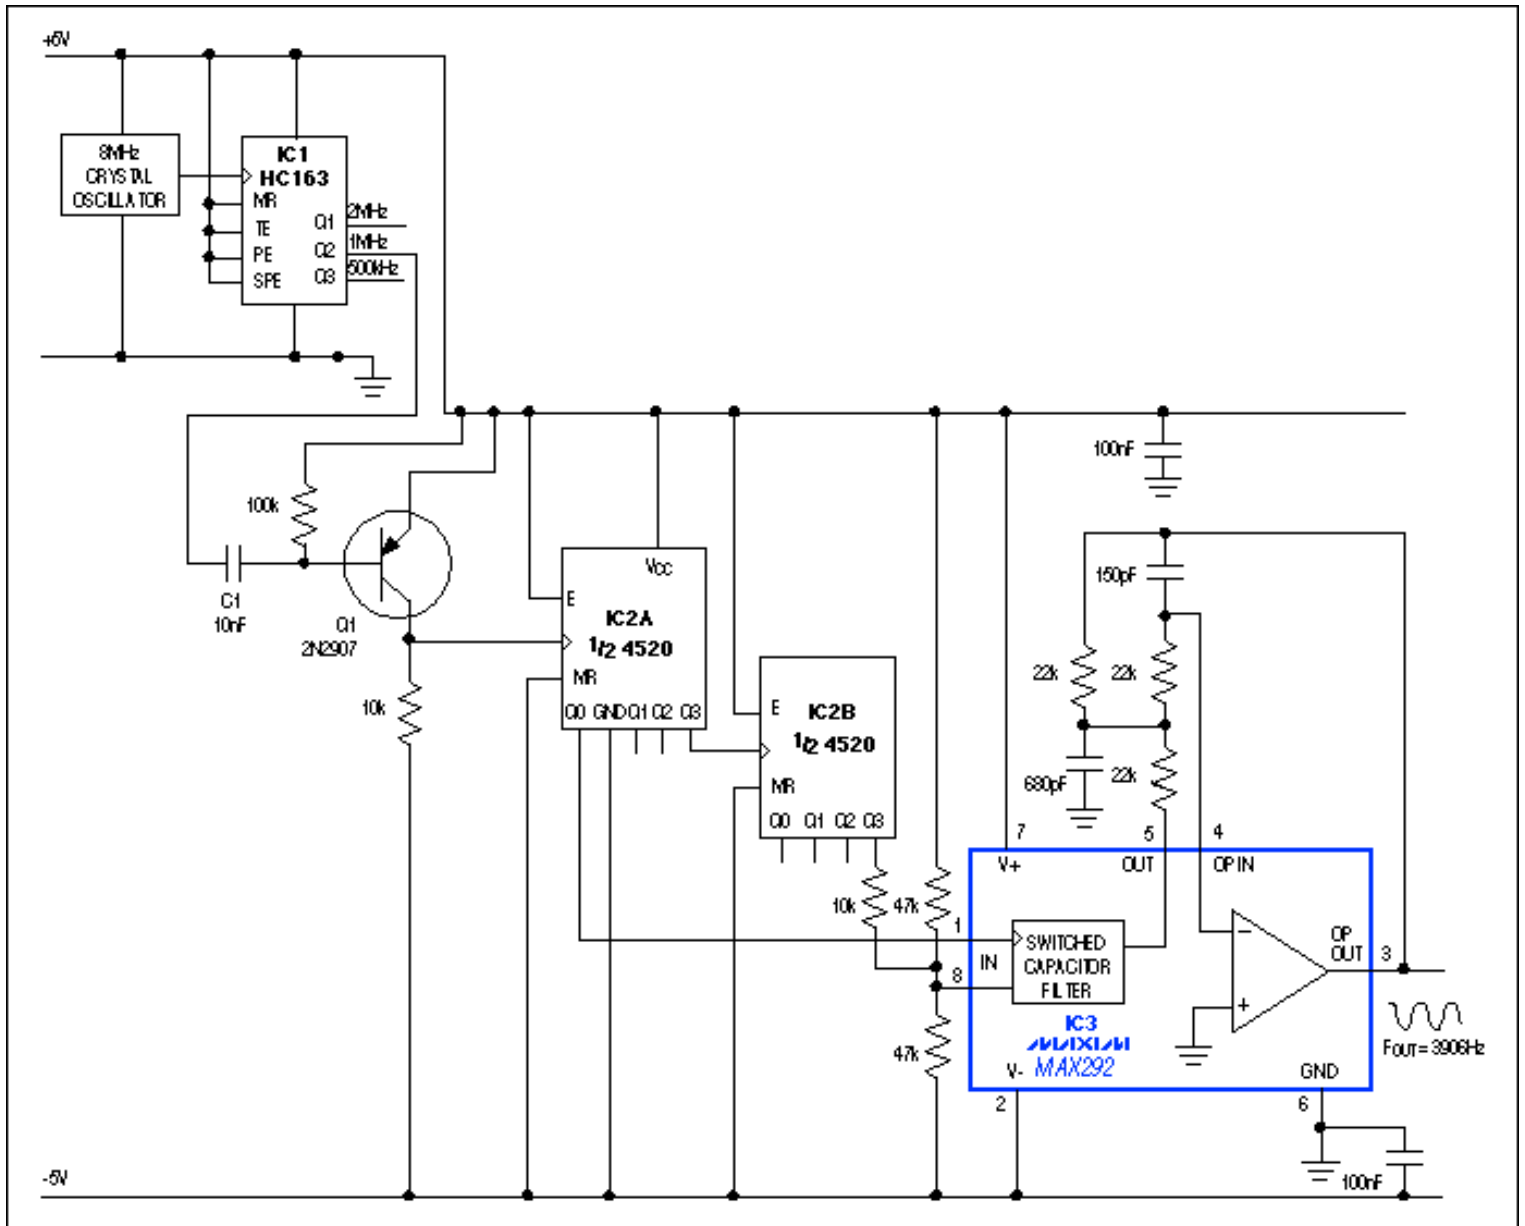 +5V
8MHz
CRYSTAL
OSCILLATOR
IC1
HC163
MR
TE
PE
SPE
Q1
Q2
Q3
2MHz
1MHz
500kHz
100k
C1
10nF
Q1
2N2907
10k
VCC
E
IC2A
1/2 4520
MR
Q0 GND Q1 Q2 Q3
E
IC2B
1/2 4520
MR
Q0 Q1 Q2 Q3
10k
47k
47k
100nF
150pF
22k
22k
680pF
22k
7
5
4
V+
OUT
OP IN
1
IN
8
SWITCHED
CAPACITOR
FILTER
−
+
OP
OUT
3
IC3
MAXIM
MAX292
V-
GND
2
6
FOUT = 3906Hz
100nF
-5V